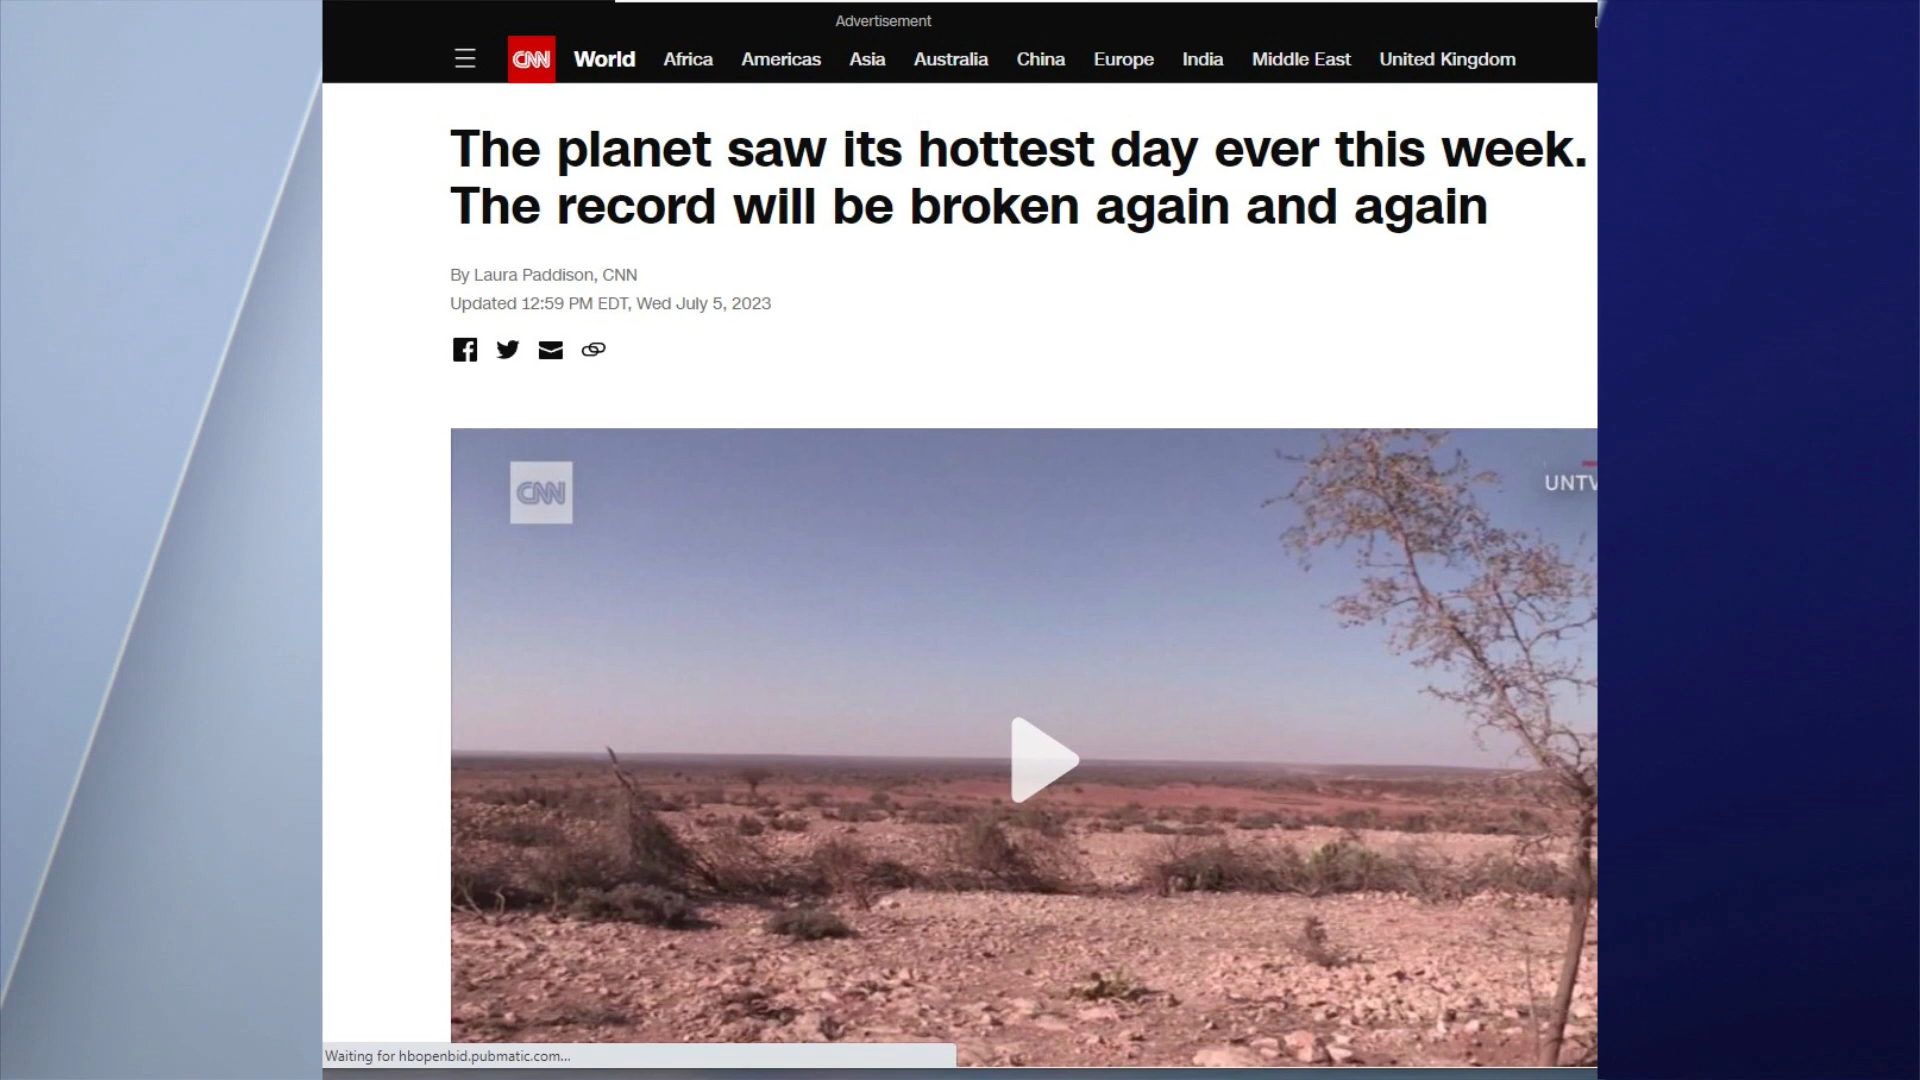 Advertisement
CNN World Africa Americas Asia Australia China Europe India Middle East United Kingdom
The planet saw its hottest day ever this week.
The record will be broken again and again
By Laura Paddison, CNN
Updated 12:59 PM EDT, Wed July 5, 2023
CNN
UNTV
Waiting for hbopenbid.pubmatic.com...